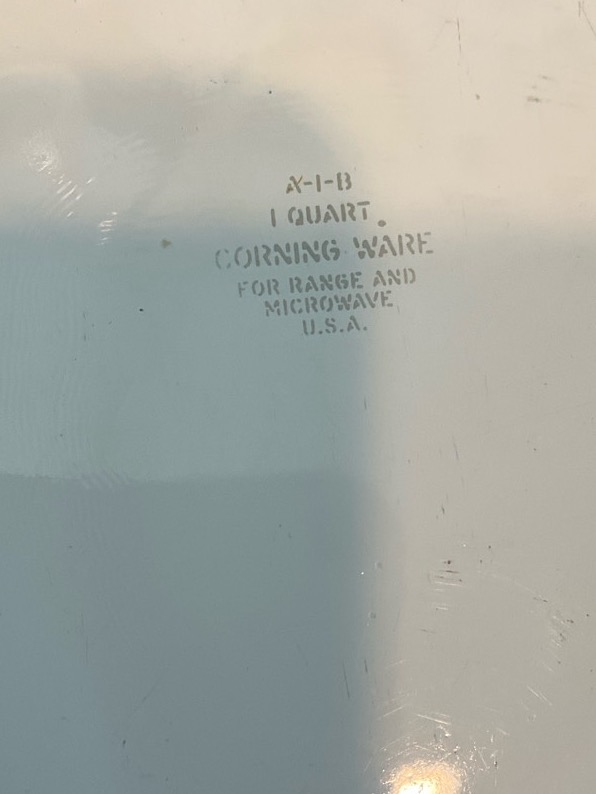 A-1-B
1 QUART
CORNING WARE
FOR RANGE AND
MICROWAVE
U.S.A.